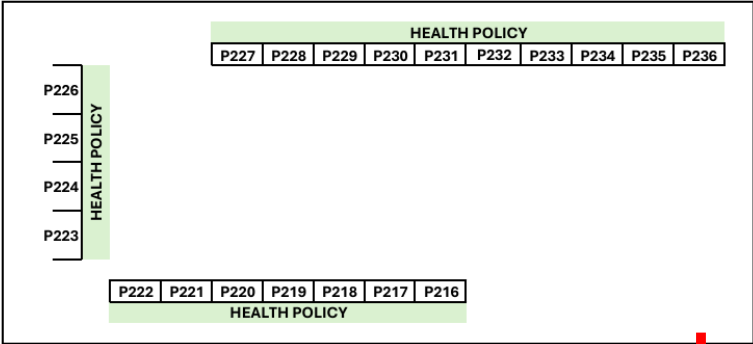 HEALTH POLICY
P227 P228 P229 P230 P231 P232 P233 P234 P235 P236
P226
P225
P224
P223
HEALTH POLICY
P222 P221 P220 P219 P218 P217 P216
HEALTH POLICY